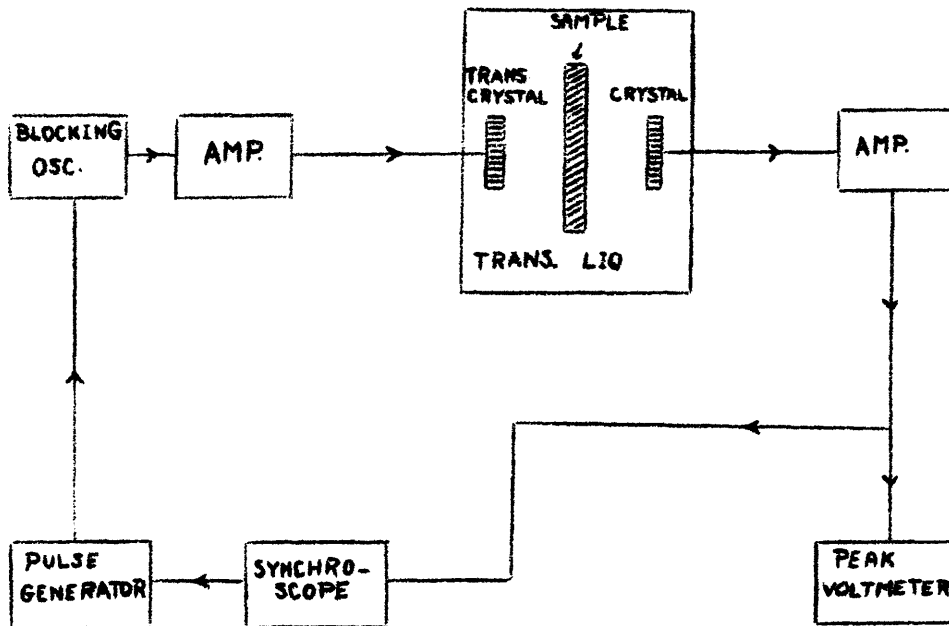 SAMPLE
TRANS
CRYSTAL
CRYSTAL
BLOCKING
OSC.
AMP.
AMP.
TRANS. LIQ
PULSE
GENERATOR
SYNCHRO-
SCOPE
PEAK
VOLTMETER